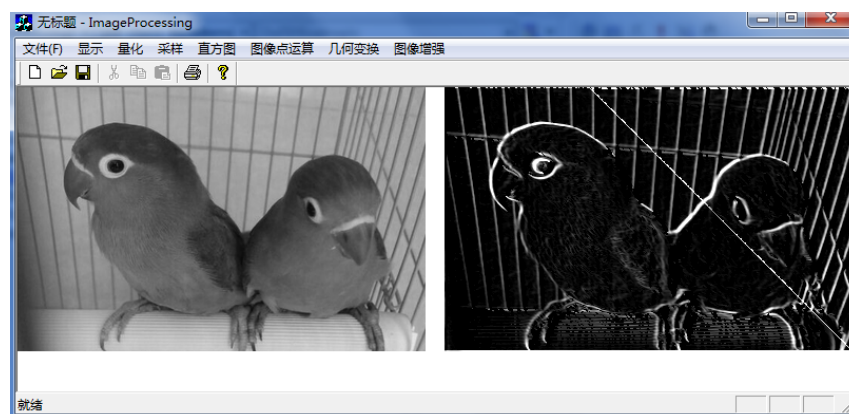 无标题 - ImageProcessing
文件(F) 显示 量化 采样 直方图 图像点运算 几何变换 图像增强
就绪